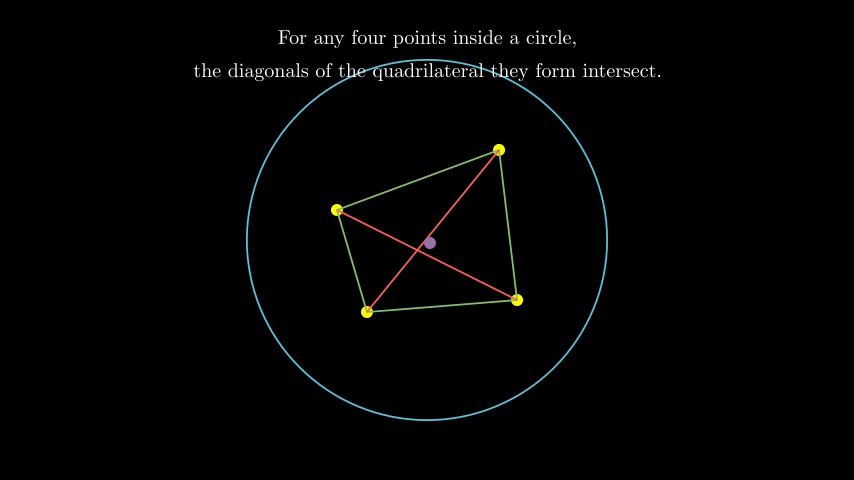 For any four points inside a circle,
the diagonals of the quadrilateral they form intersect.